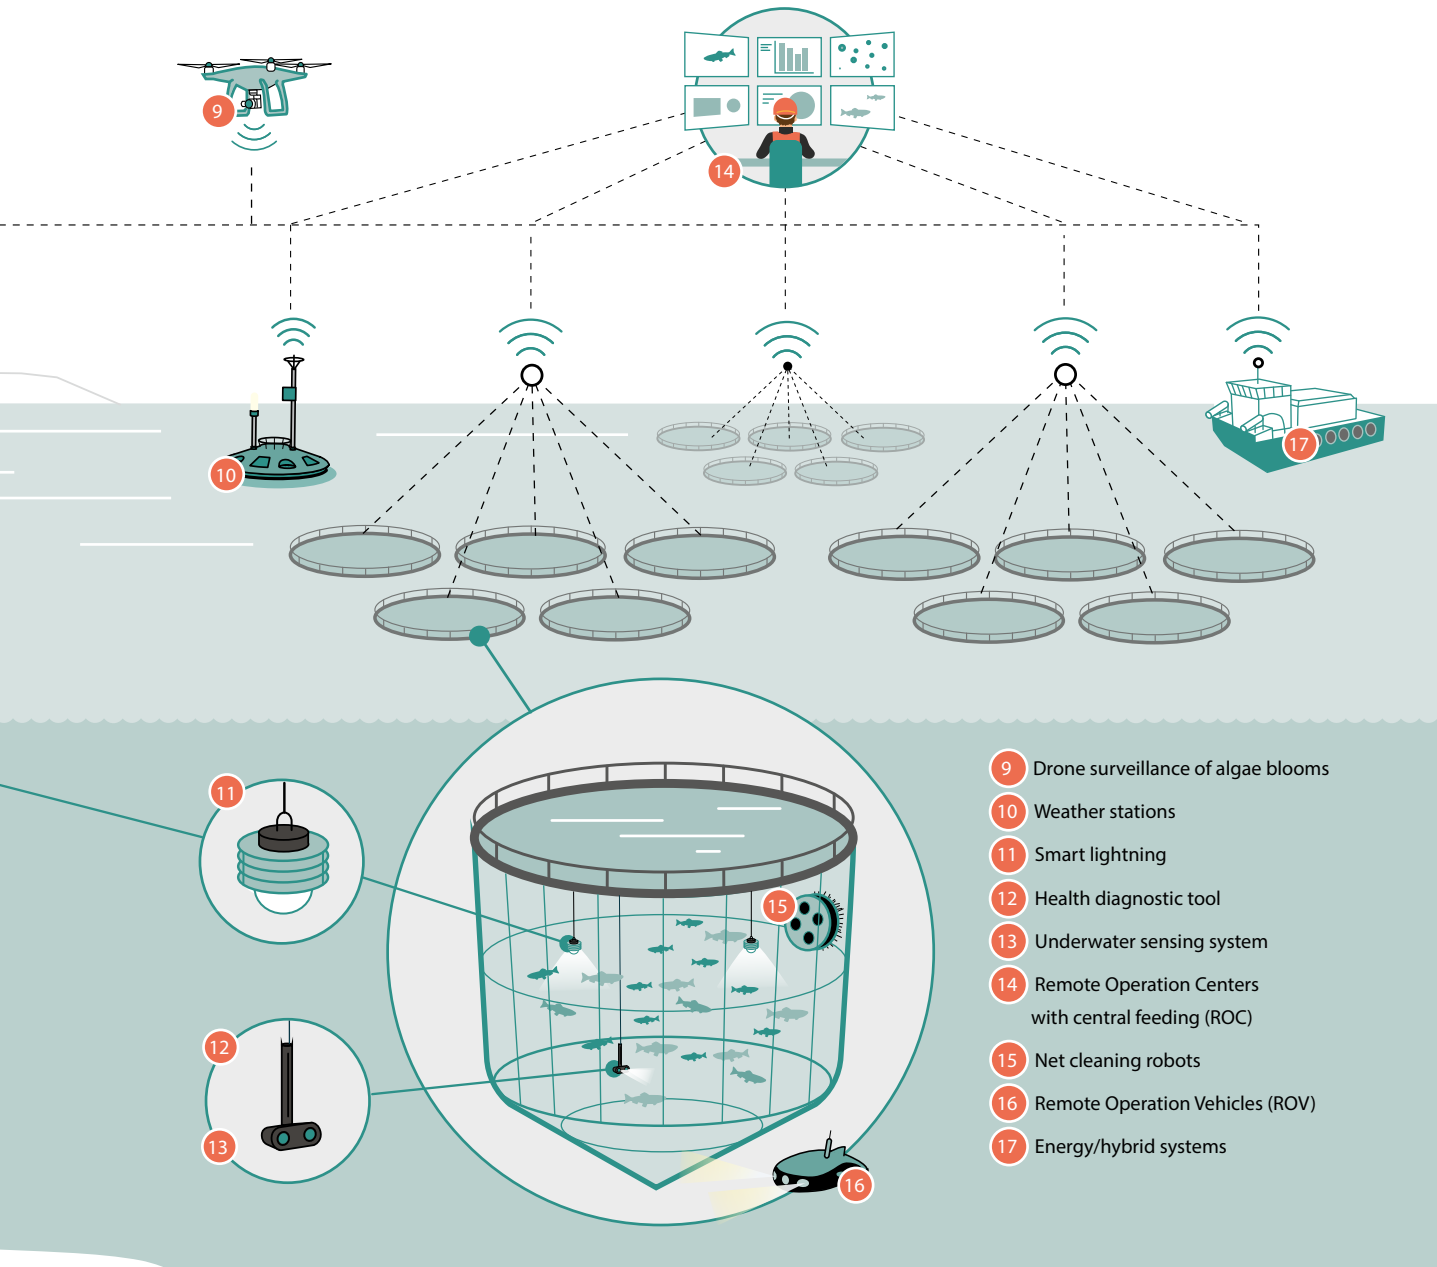 9
14
10
17
11
15
12
13
16
9 Drone surveillance of algae blooms
10 Weather stations
11 Smart lightning
12 Health diagnostic tool
13 Underwater sensing system
14 Remote Operation Centers
with central feeding (ROC)
15 Net cleaning robots
16 Remote Operation Vehicles (ROV)
17 Energy/hybrid systems